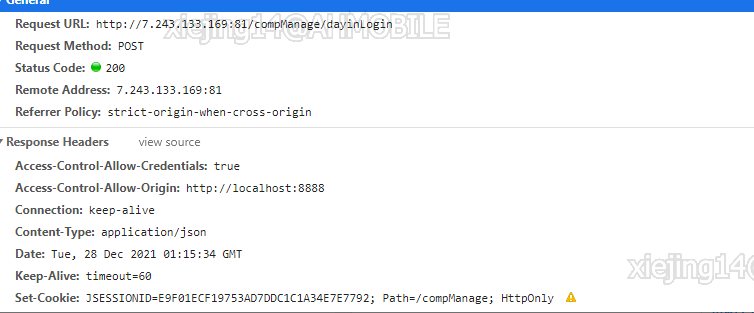 General
Request URL: http://7.243.133.169:81/compManage/dayinLogin
xiejing14@AHMOBILE
Request Method: POST
Status Code: 200
Remote Address: 7.243.133.169:81
Referrer Policy: strict-origin-when-cross-origin
Response Headers view source
Access-Control-Allow-Credentials: true
Access-Control-Allow-Origin: http://localhost:8888
Connection: keep-alive
Content-Type: application/json
Date: Tue, 28 Dec 2021 01:15:34 GMT
xiejing14@
Keep-Alive: timeout=60
Set-Cookie: JSESSIONID=E9F01ECF19753AD7DDC1C1A34E7E7792; Path=/compManage; HttpOnly